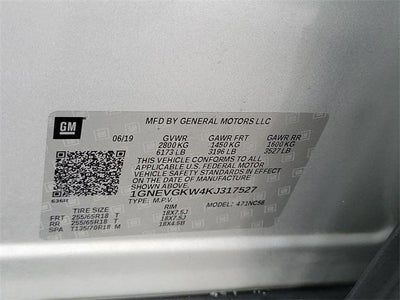 GM
MFD BY GENERAL MOTORS LLC
06/19 GVWR GAWR FRT GAWR RR
2800 KG 1450 KG 1600 KG
6173 LB 3196 LB 3527 LB
THIS VEHICLE CONFORMS TO ALL
APPLICABLE U.S. FEDERAL MOTOR
VEHICLE SAFETY STANDARDS IN
EFFECT ON THE DATE OF
MANUFACTURE SHOWN ABOVE.
1GNEVGKW4KJ317527
TYPE: M.P.V. MODEL: 471NC56
TIRE SIZE RIM
FRT 255/65R18 T 18X7.5J
RR 255/65R18 T 18X7.5J
SPA T135/70R18 M 18X4.5B